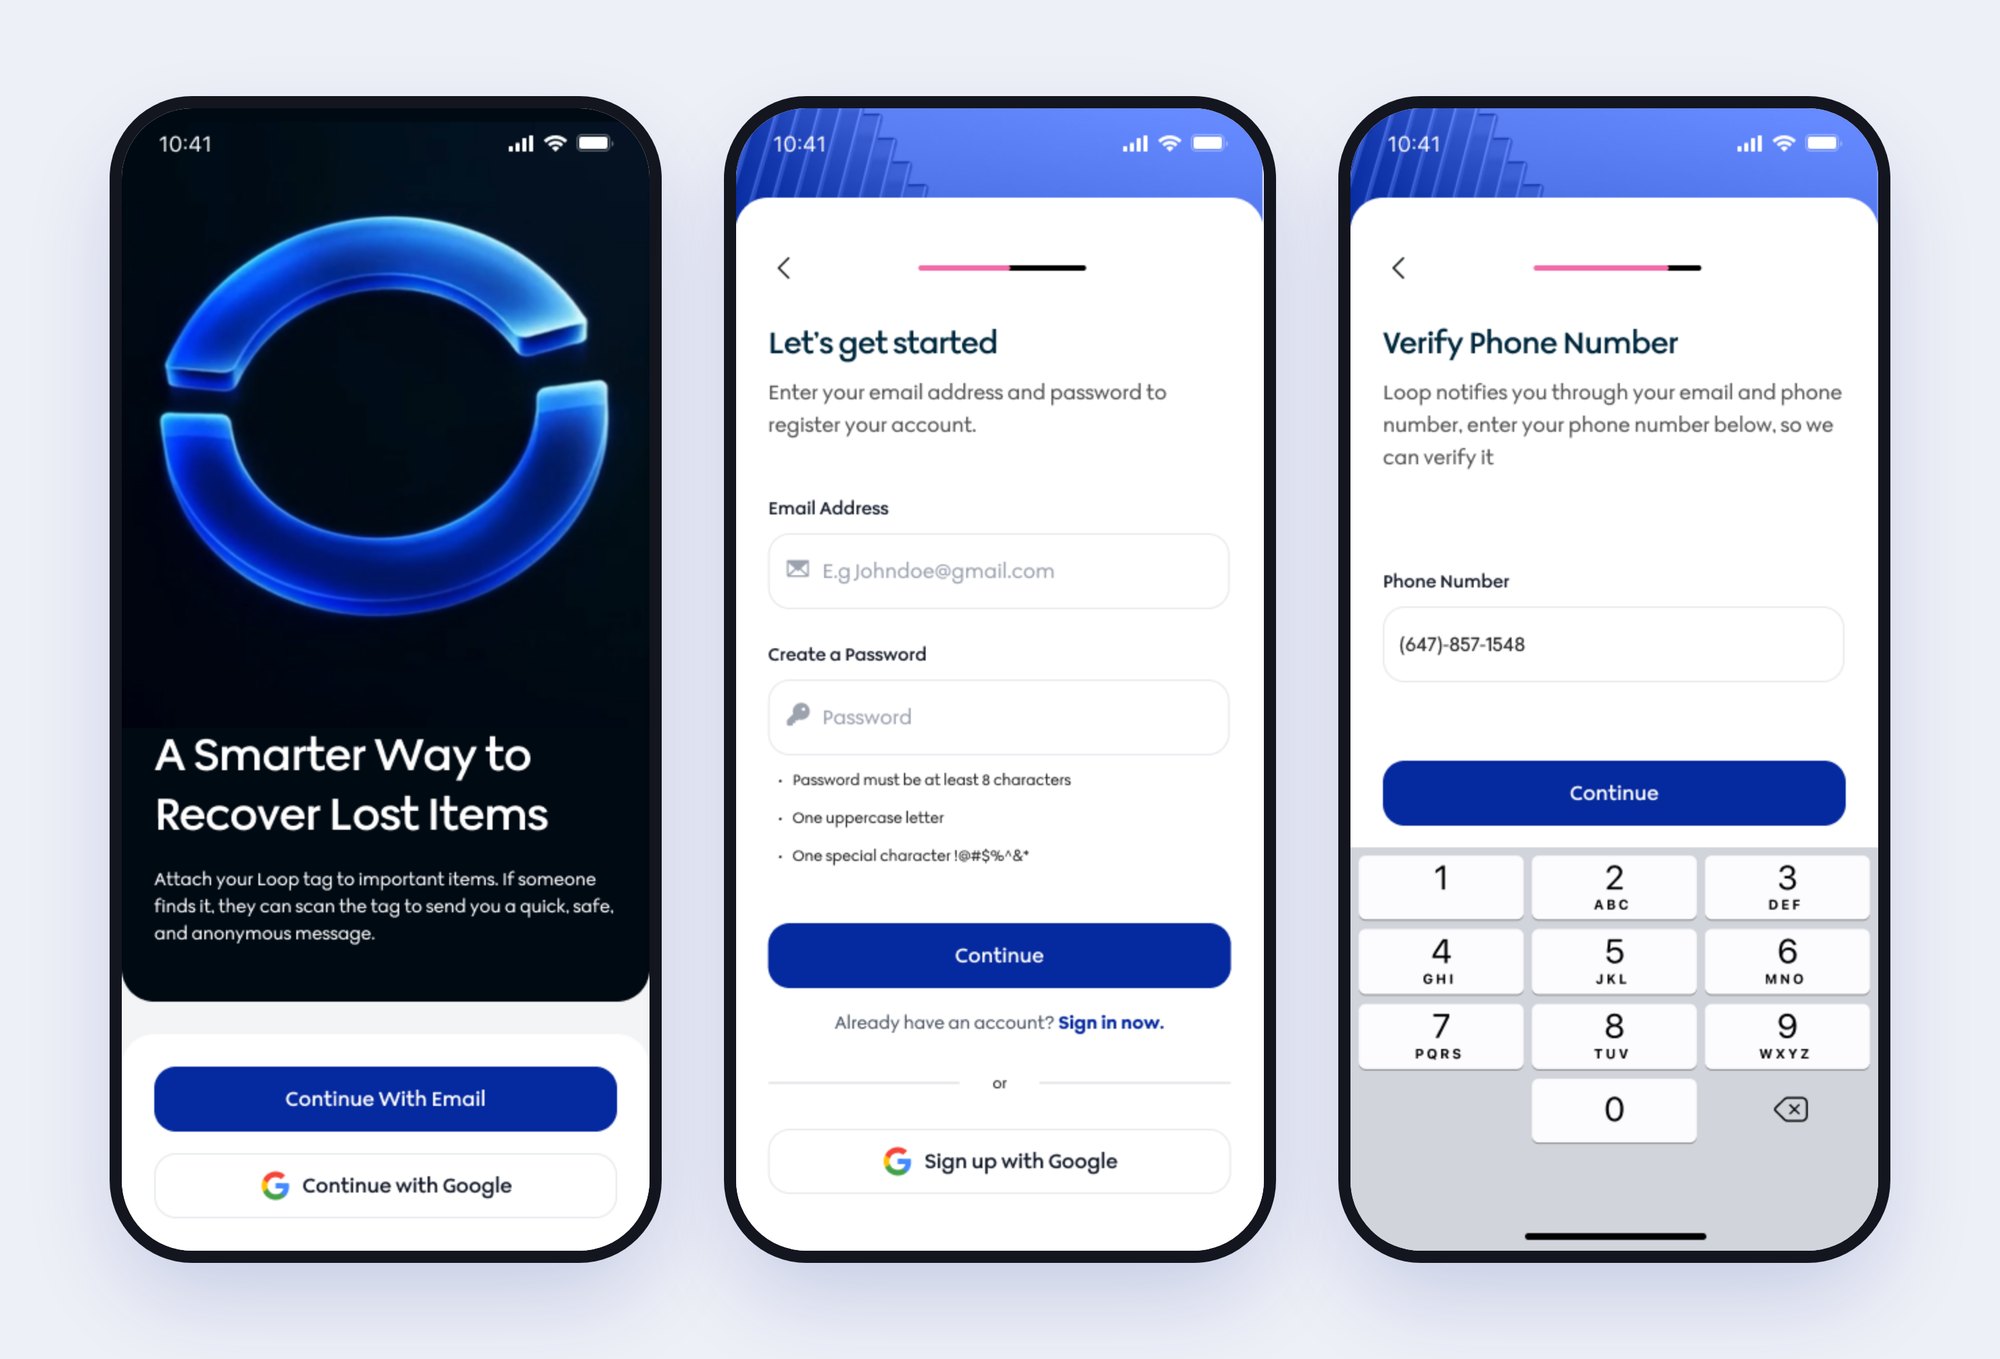 10:41
A Smarter Way to
Recover Lost Items
Attach your Loop tag to important items. If someone
finds it, they can scan the tag to send you a quick, safe,
and anonymous message.
Continue With Email
Continue with Google
10:41
Let's get started
Enter your email address and password to
register your account.
Email Address
E.g Johndoe@gmail.com
Create a Password
Password
• Password must be at least 8 characters
• One uppercase letter
• One special character !@#$%^&*
Continue
Already have an account? Sign in now.
or
Sign up with Google
10:41
Verify Phone Number
Loop notifies you through your email and phone
number, enter your phone number below, so we
can verify it
Phone Number
(647)-857-1548
Continue
1 2 3
ABC DEF
4 5 6
GHI JKL MNO
7 8 9
PQRS TUV WXYZ
0